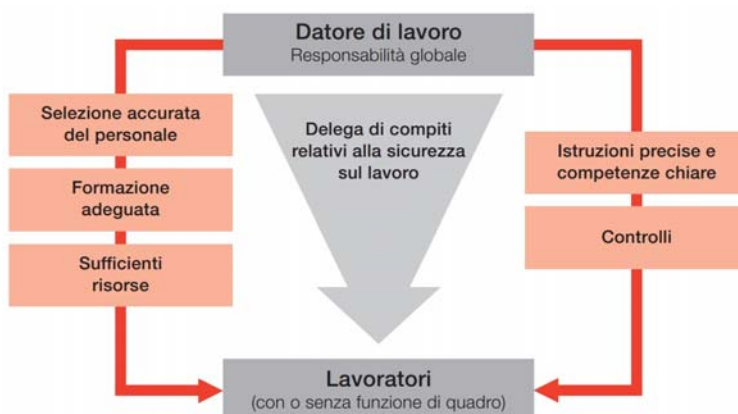 Datore di lavoro
Responsabilità globale
Selezione accurata
del personale
Formazione
adeguata
Sufficienti
risorse
Delega di compiti
relativi alla sicurezza
sul lavoro
Istruzioni precise e
competenze chiare
Controlli
Lavoratori
(con o senza funzione di quadro)